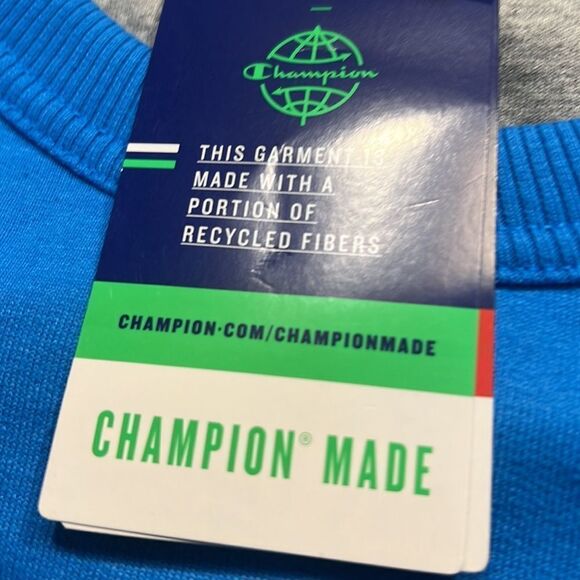 Champion
THIS GARMENT IS
MADE WITH A
PORTION OF
RECYCLED FIBERS
CHAMPION·COM/CHAMPIONMADE
CHAMPION® MADE